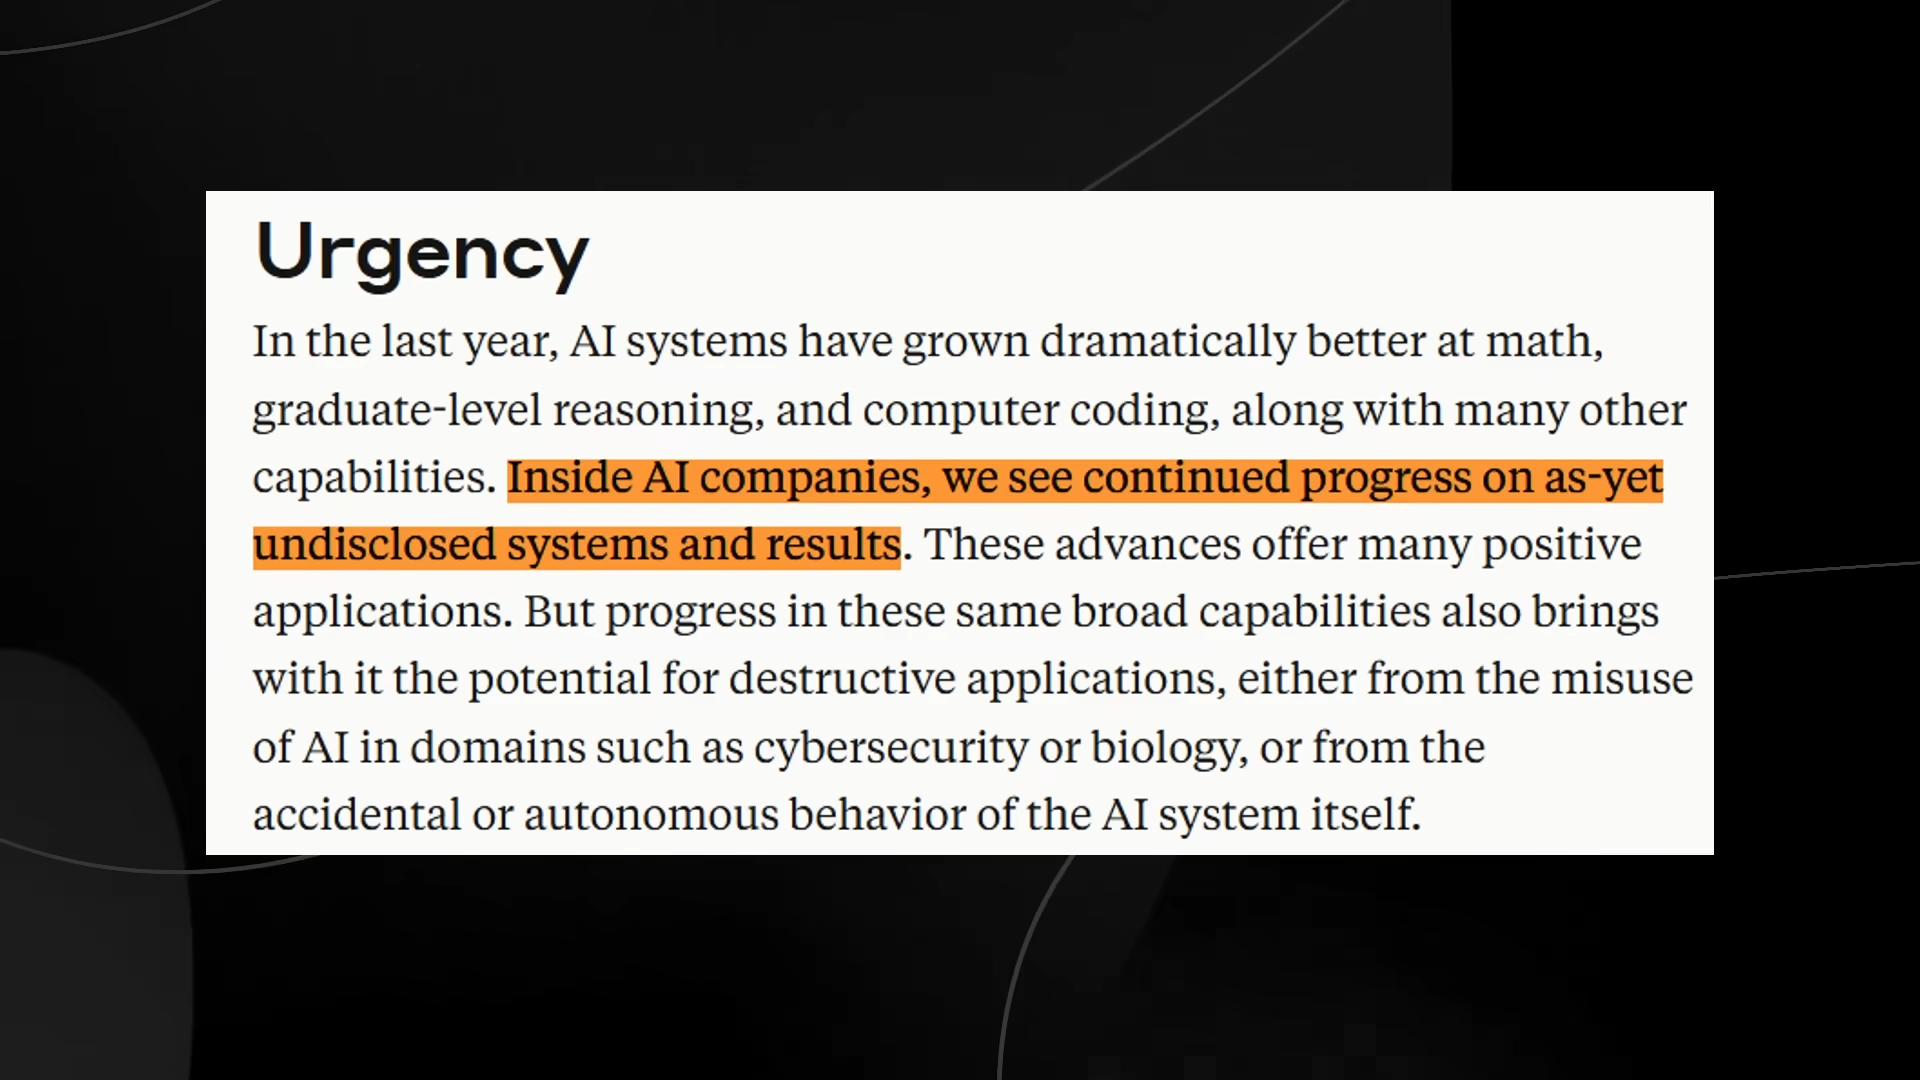 Urgency
In the last year, AI systems have grown dramatically better at math,
graduate-level reasoning, and computer coding, along with many other
capabilities. Inside AI companies, we see continued progress on as-yet
undisclosed systems and results. These advances offer many positive
applications. But progress in these same broad capabilities also brings
with it the potential for destructive applications, either from the misuse
of AI in domains such as cybersecurity or biology, or from the
accidental or autonomous behavior of the AI system itself.